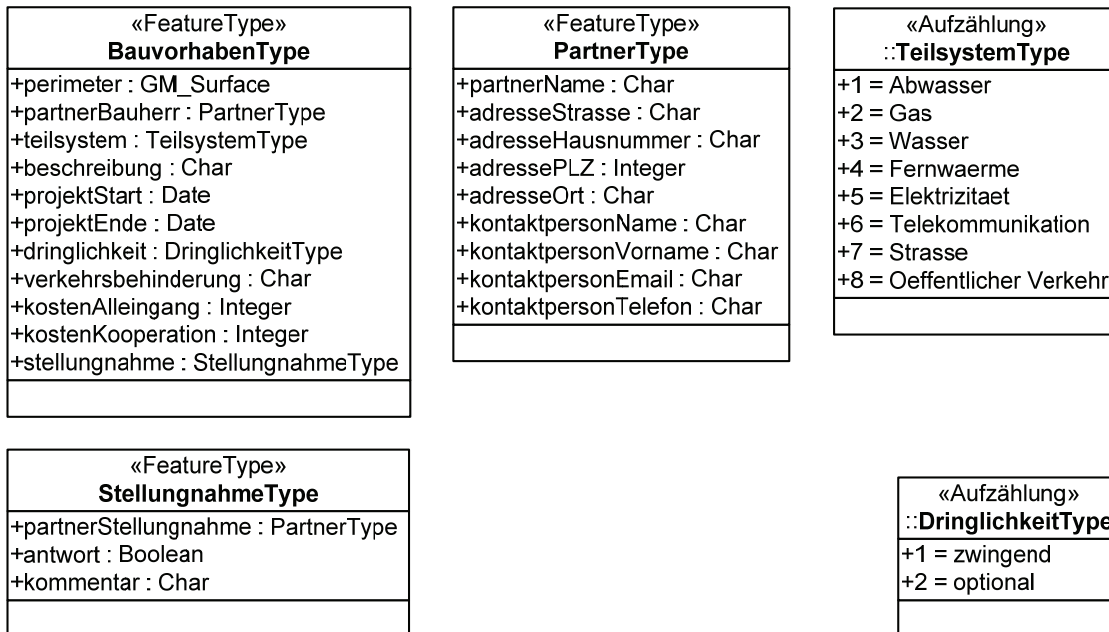 «FeatureType»
BauvorhabenType
+perimeter : GM_Surface
+partnerBauherr : PartnerType
+teilsystem : TeilsystemType
+beschreibung : Char
+projektStart : Date
+projektEnde : Date
+dringlichkeit : DringlichkeitType
+verkehrsbehinderung : Char
+kostenAlleingang : Integer
+kostenKooperation : Integer
+stellungnahme : StellungnahmeType
«FeatureType»
PartnerType
+partnerName : Char
+adresseStrasse : Char
+adresseHausnummer : Char
+adressePLZ : Integer
+adresseOrt : Char
+kontaktpersonName : Char
+kontaktpersonVorname : Char
+kontaktpersonEmail : Char
+kontaktpersonTelefon : Char
«Aufzählung»
::TeilsystemType
+1 = Abwasser
+2 = Gas
+3 = Wasser
+4 = Fernwaerme
+5 = Elektrizitaet
+6 = Telekommunikation
+7 = Strasse
+8 = Oeffentlicher Verkehr
«FeatureType»
StellungnahmeType
+partnerStellungnahme : PartnerType
+antwort : Boolean
+kommentar : Char
«Aufzählung»
::DringlichkeitType
+1 = zwingend
+2 = optional